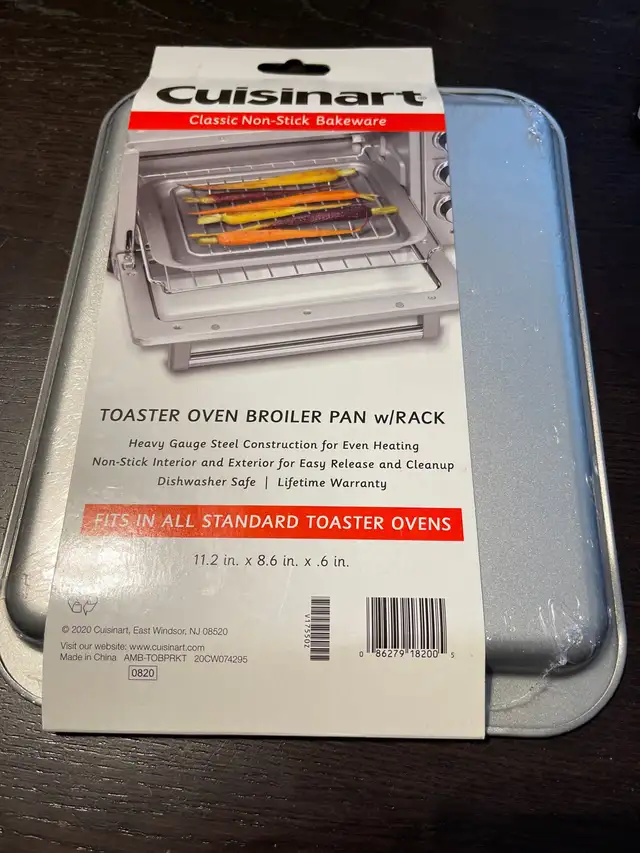 Cuisinart®
Classic Non-Stick Bakeware
TOASTER OVEN BROILER PAN w/RACK
Heavy Gauge Steel Construction for Even Heating
Non-Stick Interior and Exterior for Easy Release and Cleanup
Dishwasher Safe | Lifetime Warranty
FITS IN ALL STANDARD TOASTER OVENS
11.2 in. x 8.6 in. x .6 in.
© 2020 Cuisinart, East Windsor, NJ 08520
Visit our website: www.cuisinart.com
Made in China AMB-TOBPRKT 20CW074295
0820
V175502
0 86279 18200 5